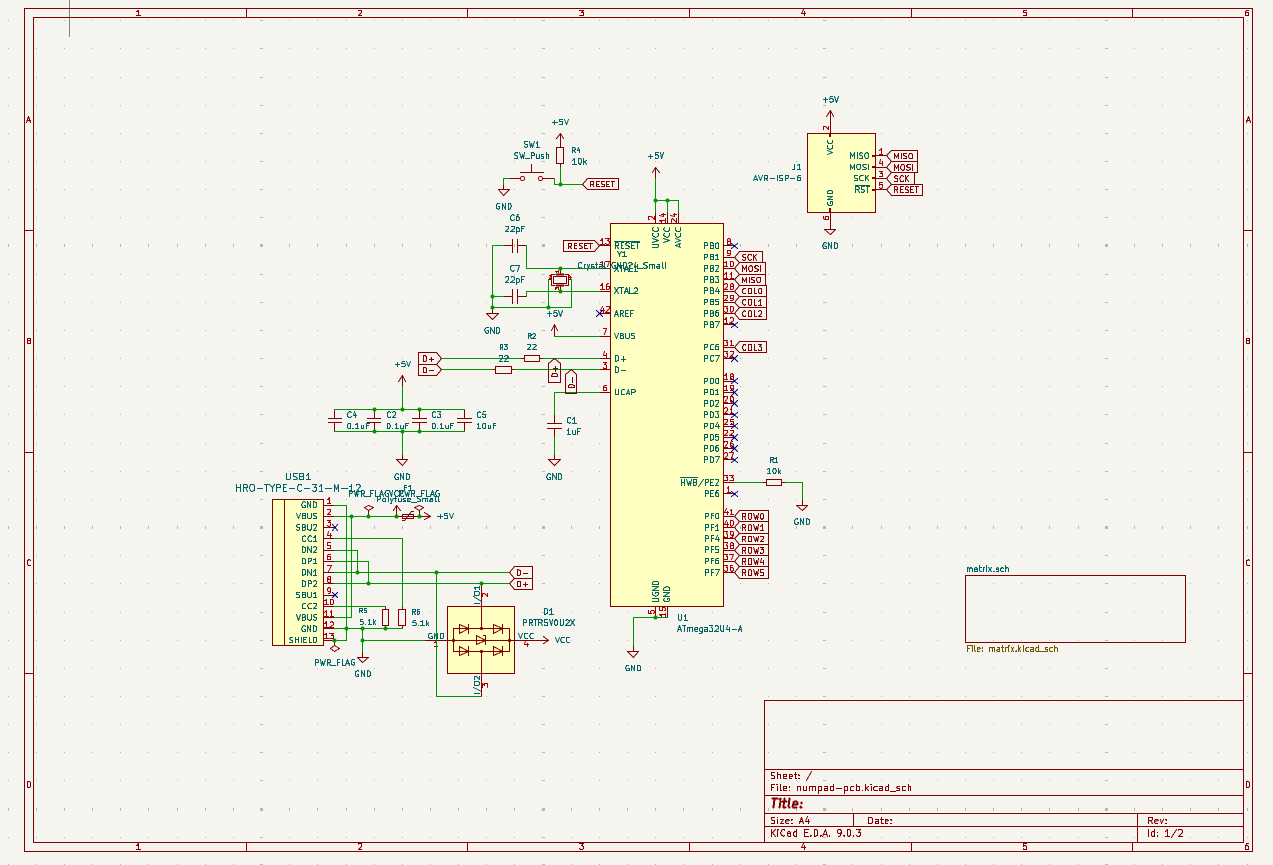 1 2 3 4 5 6
A
B
C
D
+5V
SW1
SW_Push
R4
10k
RESET
GND
C6
22pF
C7
22pF
GND
Y1
Crystal_GND24_Small
+5V
+5V
RESET
13
RESET
17
XTAL1
16
XTAL2
42
AREF
7
VBUS
4
D+
3
D-
6
UCAP
2
14
24
UVCC
VCC
AVCC
PB0 8
PB1 9 SCK
PB2 10 MOSI
PB3 11 MISO
PB4 28 COL0
PB5 29 COL1
PB6 30 COL2
PB7 12
PC6 31 COL3
PC7 32
PD0 18
PD1 19
PD2 20
PD3 21
PD4 25
PD5 22
PD6 26
PD7 27
HWB/PE2 33
PE6 1
PF0 41 ROW0
PF1 40 ROW1
PF4 39 ROW2
PF5 38 ROW3
PF6 37 ROW4
PF7 36 ROW5
UGND
GND
5
15
U1
ATmega32U4-A
GND
R1
10k
GND
+5V
2
VCC
J1
AVR-ISP-6
MISO 1 MISO
MOSI 4 MOSI
SCK 3 SCK
RST 5 RESET
GND
6
GND
R2
22
R3
22
D+
D-
D+
D-
C1
1uF
GND
+5V
C4
0.1uF
C2
0.1uF
C3
0.1uF
C5
10uF
GND
USB1
HRO-TYPE-C-31-M-12
PWR_FLAG
VCC
PWR_FLAG
F1
Polyfuse_Small
+5V
GND 1
VBUS 2
SBU2 3
CC1 4
DN2 5
DP1 6
DN1 7
DP2 8
SBU1 9
CC2 10
VBUS 11
GND 12
SHIELD 13
D-
D+
R5
5.1k
R6
5.1k
PWR_FLAG
GND
D1
PRTR5V0U2X
I/O1
2
GND
1
VCC
4
VCC
I/O2
3
matrix.sch
File: matrix.kicad_sch
Sheet: /
File: numpad-pcb.kicad_sch
Title:
Size: A4 Date: Rev:
KiCad E.D.A. 9.0.3 Id: 1/2
A
B
C
D
1 2 3 4 5 6